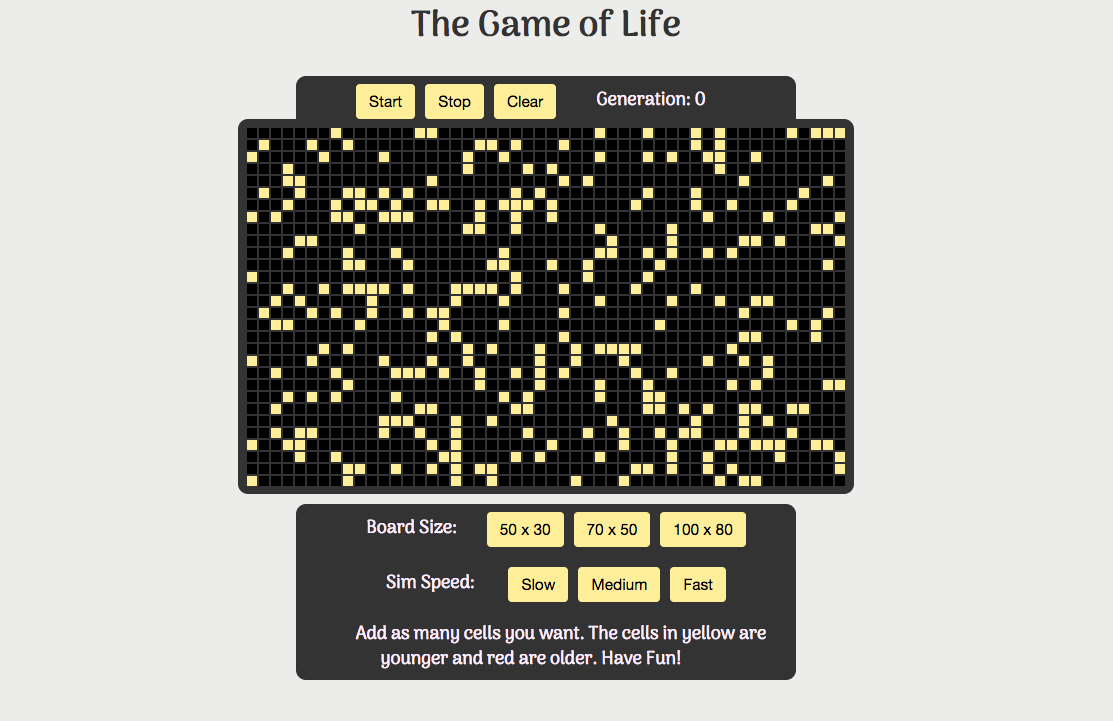 The Game of Life
Start Stop Clear Generation: 0
Board Size: 50 x 30 70 x 50 100 x 80
Sim Speed: Slow Medium Fast
Add as many cells you want. The cells in yellow are
younger and red are older. Have Fun!